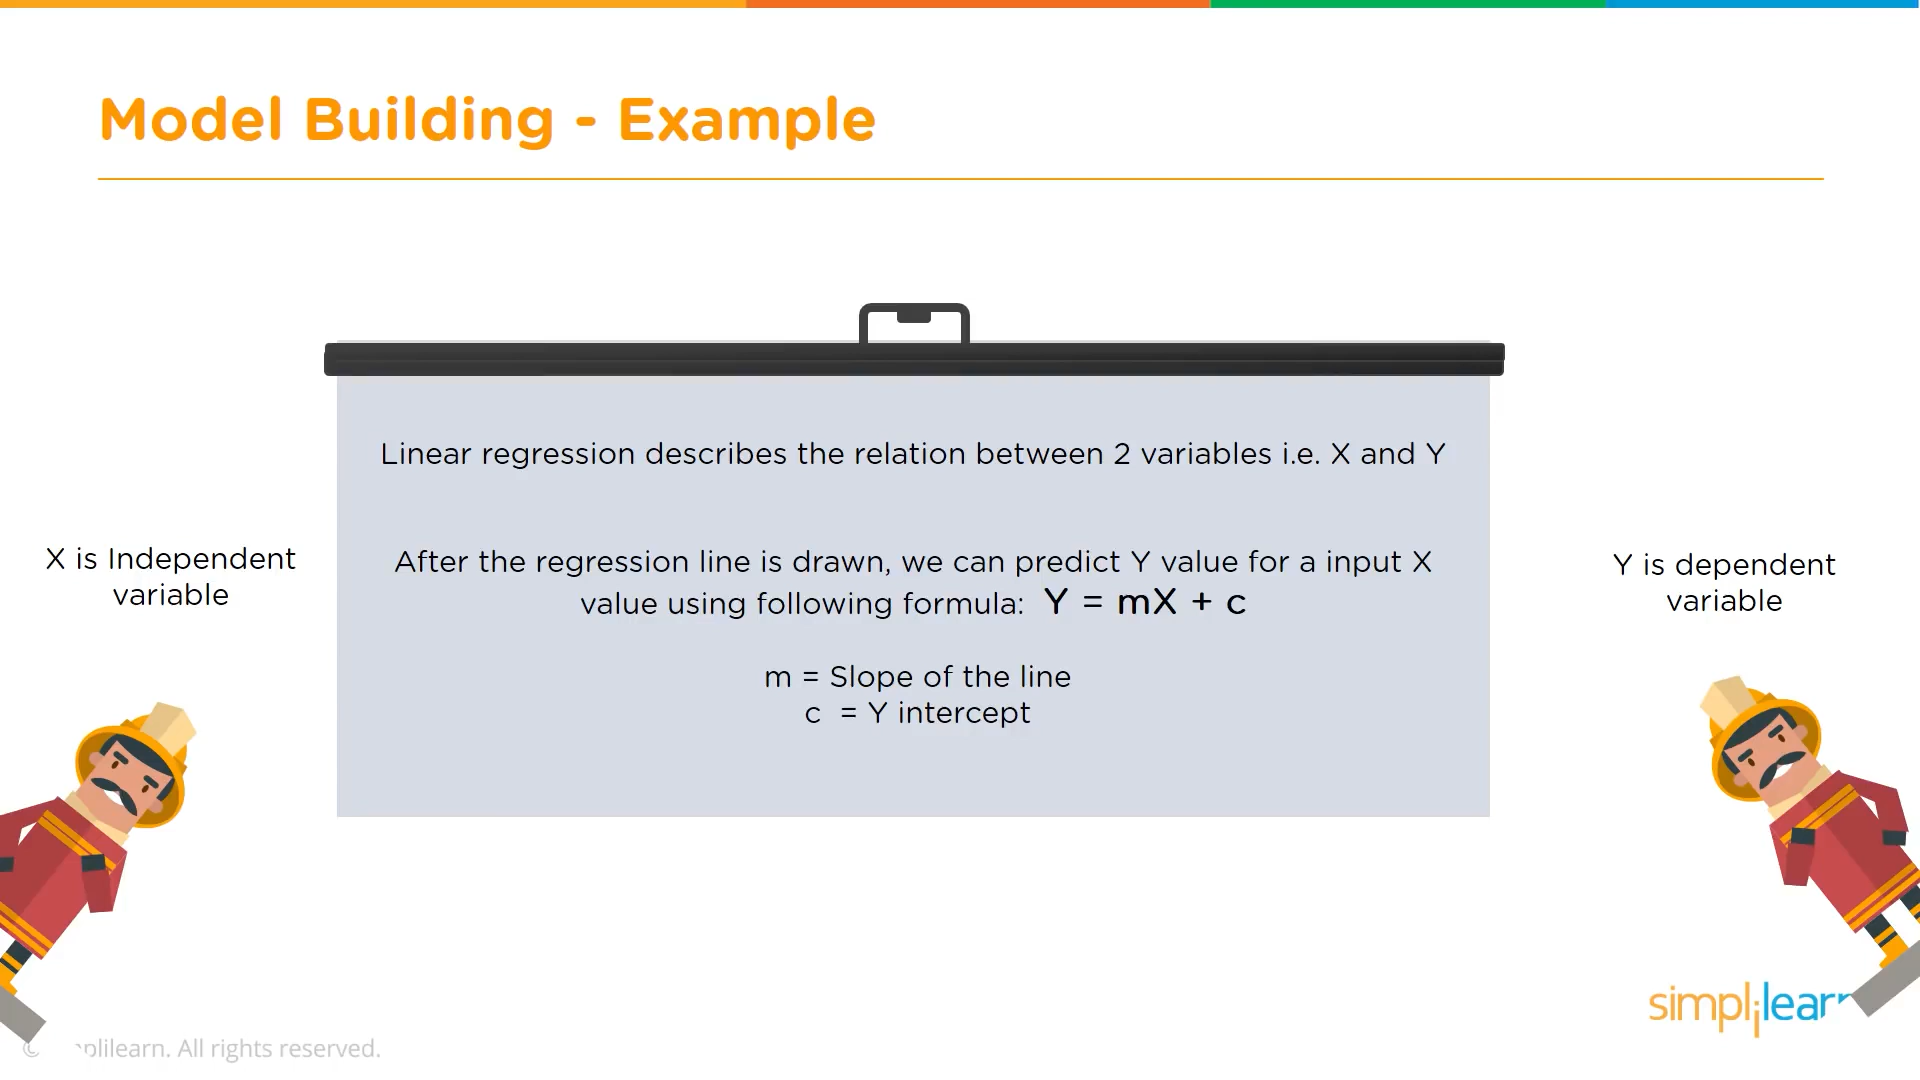 Model Building - Example
Linear regression describes the relation between 2 variables i.e. X and Y
X is Independent
variable
After the regression line is drawn, we can predict Y value for a input X
value using following formula: Y = mX + c
m = Slope of the line
c = Y intercept
Y is dependent
variable
simplilearn
All rights reserved.